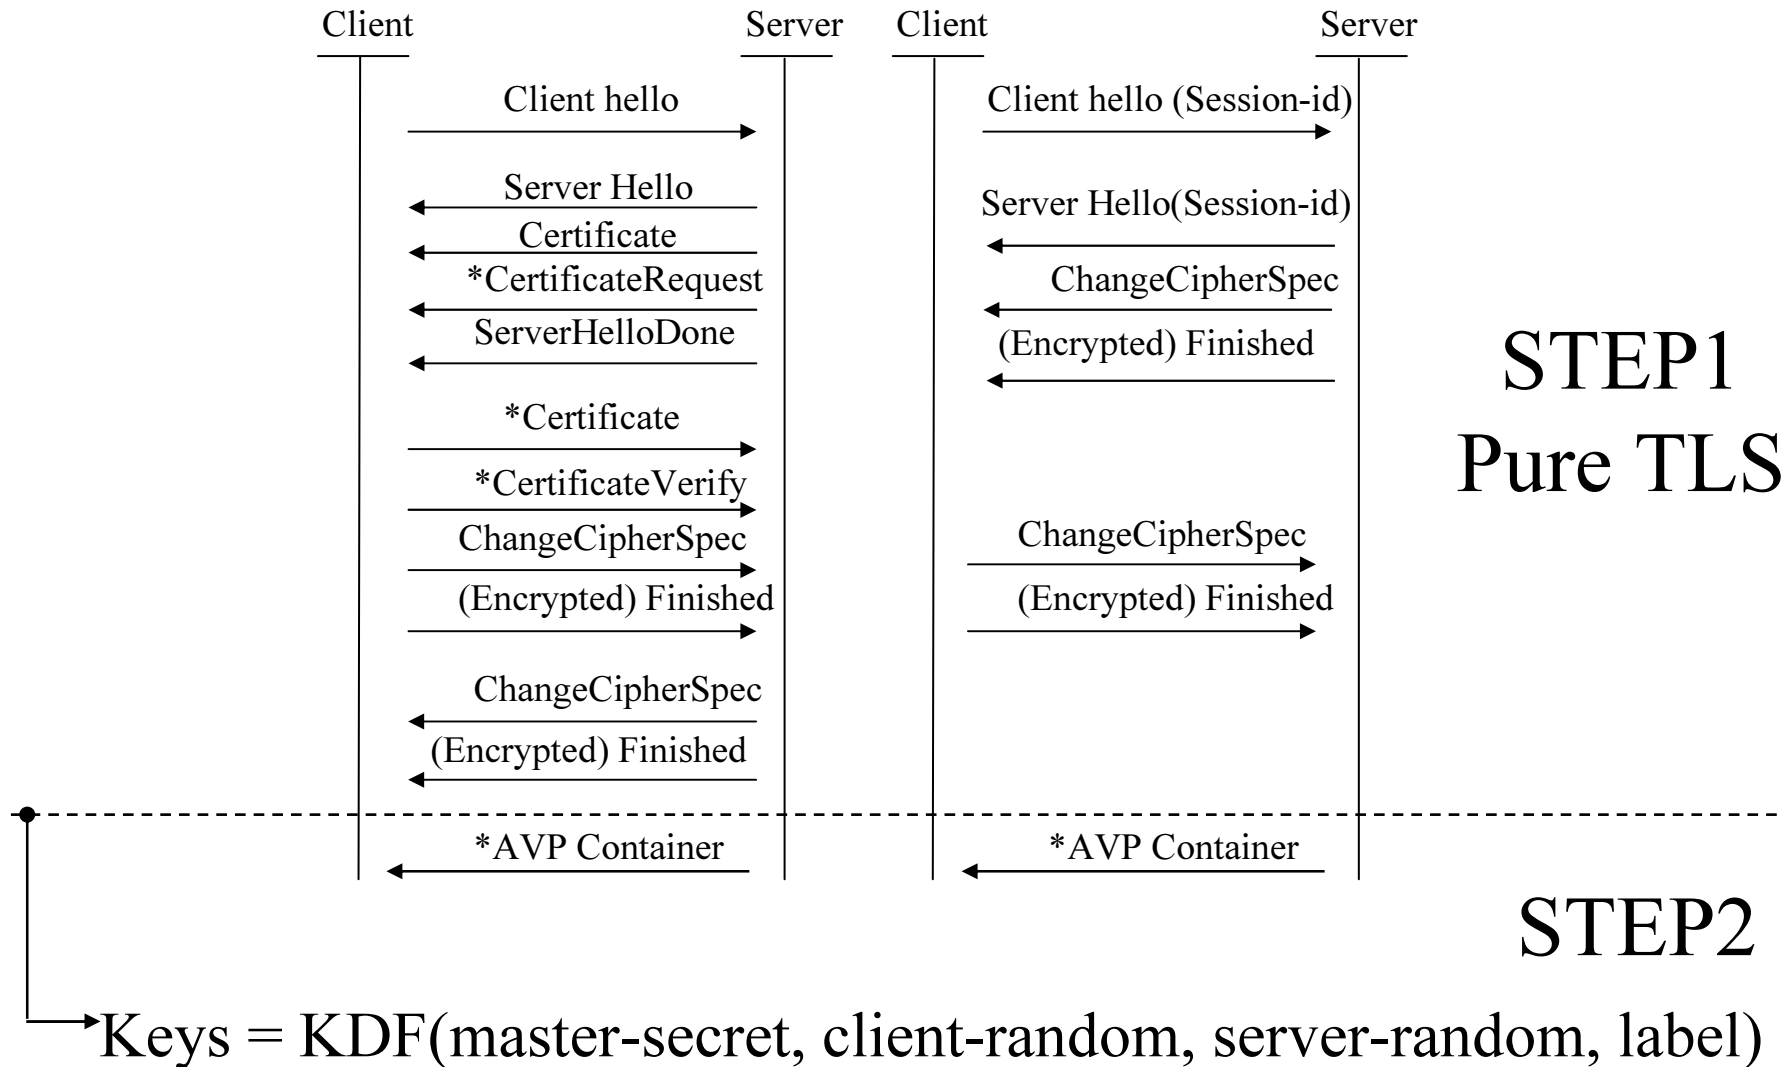 Client
Server
Client hello
Server Hello
Certificate
*CertificateRequest
ServerHelloDone
*Certificate
*CertificateVerify
ChangeCipherSpec
(Encrypted) Finished
ChangeCipherSpec
(Encrypted) Finished
*AVP Container
Client
Server
Client hello (Session-id)
Server Hello(Session-id)
ChangeCipherSpec
(Encrypted) Finished
ChangeCipherSpec
(Encrypted) Finished
*AVP Container
STEP1
Pure TLS
STEP2
Keys = KDF(master-secret, client-random, server-random, label)